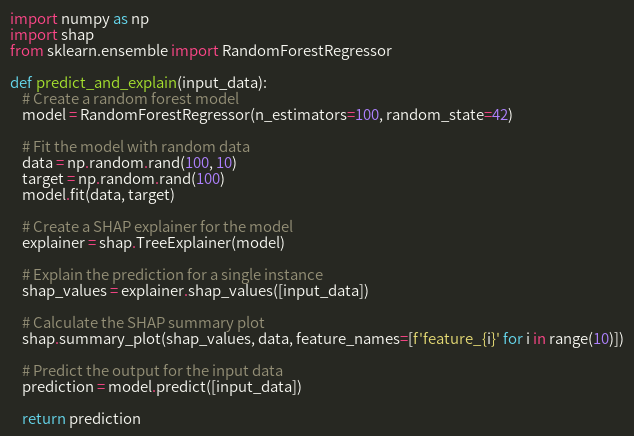 import numpy as np
import shap
from sklearn.ensemble import RandomForestRegressor
def predict_and_explain(input_data):
# Create a random forest model
model = RandomForestRegressor(n_estimators=100, random_state=42)
# Fit the model with random data
data = np.random.rand(100, 10)
target = np.random.rand(100)
model.fit(data, target)
# Create a SHAP explainer for the model
explainer = shap.TreeExplainer(model)
# Explain the prediction for a single instance
shap_values = explainer.shap_values([input_data])
# Calculate the SHAP summary plot
shap.summary_plot(shap_values, data, feature_names=[f'feature_{i}' for i in range(10)])
# Predict the output for the input data
prediction = model.predict([input_data])
return prediction